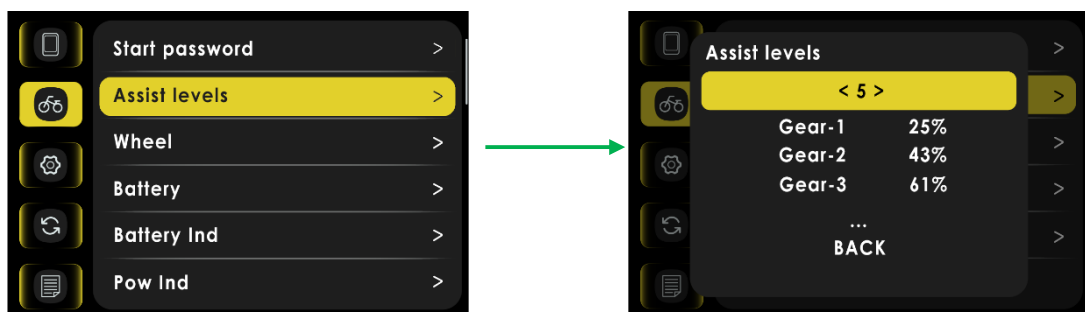 Start password >
Assist levels >
Wheel >
Battery >
Battery Ind >
Pow Ind >
Assist levels
< 5 >
Gear-1 25%
Gear-2 43%
Gear-3 61%
...
BACK
>
>
>
>
>